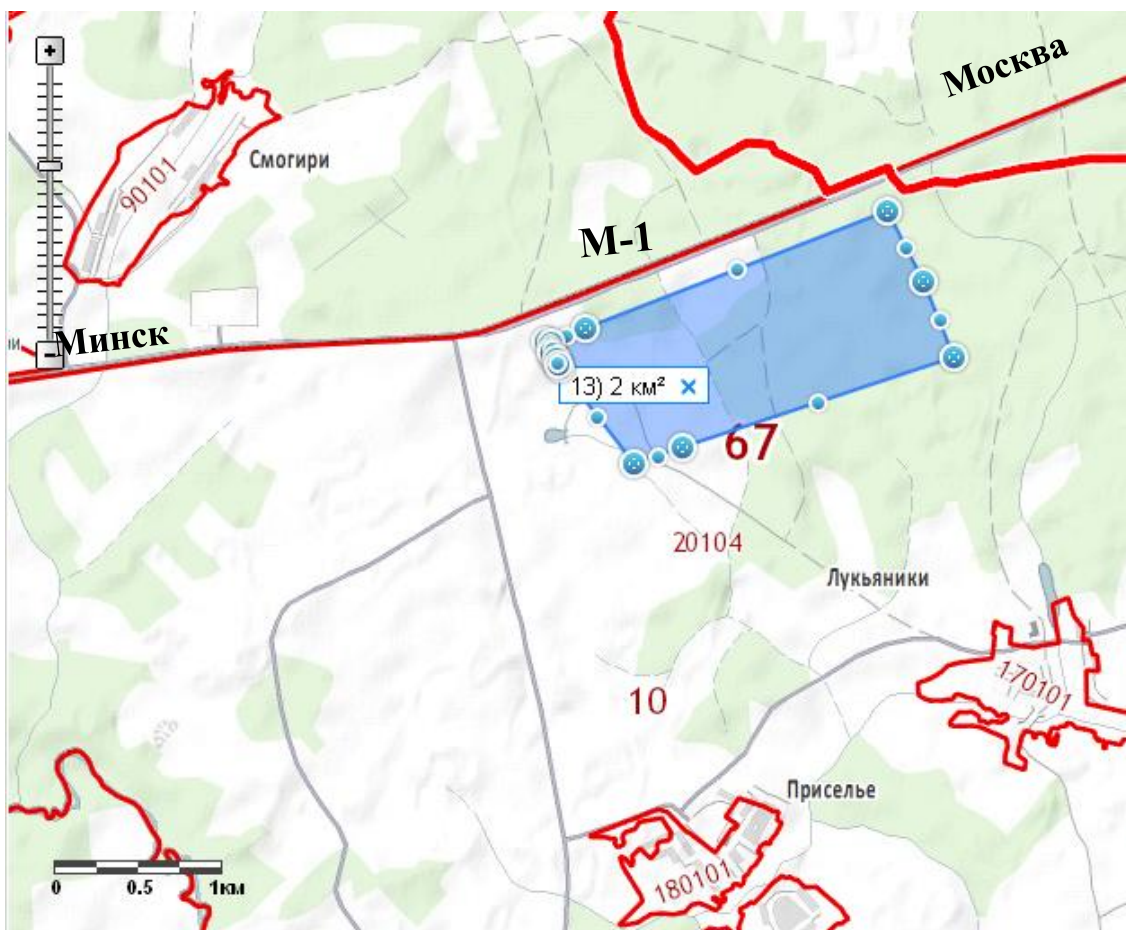 +
Москва
Смогири
90101
М-1
Минск
−
13) 2 км² ×
67
20104
Лукьяники
170101
10
Приселье
180101
0 0.5 1км